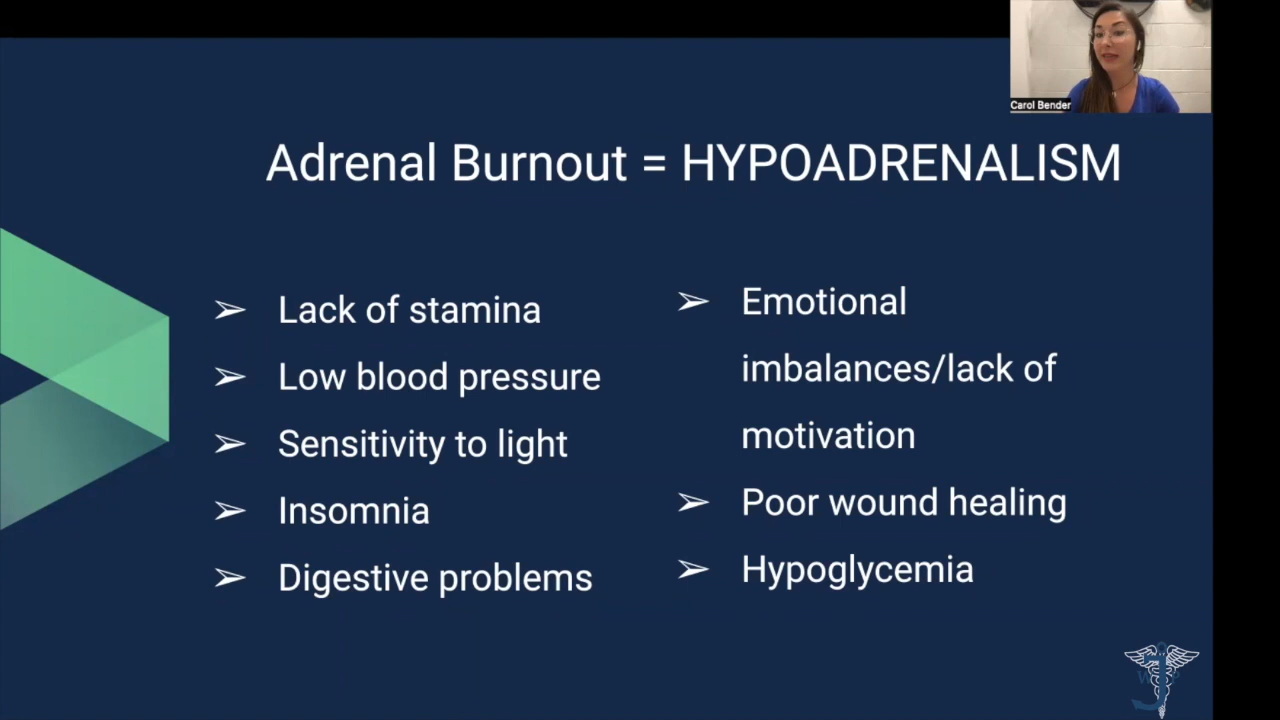 Carol Bender
Adrenal Burnout = HYPOADRENALISM
➢ Lack of stamina
➢ Low blood pressure
➢ Sensitivity to light
➢ Insomnia
➢ Digestive problems
➢ Emotional
imbalances/lack of
motivation
➢ Poor wound healing
➢ Hypoglycemia